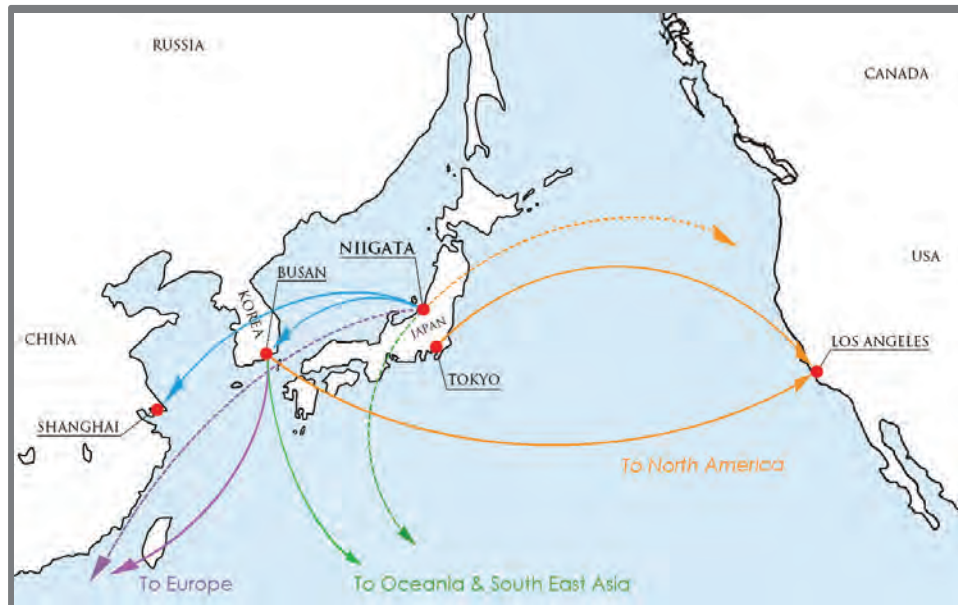 RUSSIA
CANADA
NIIGATA
USA
BUSAN
KOREA
JAPAN
CHINA
LOS ANGELES
TOKYO
SHANGHAI
To North America
To Europe
To Oceania & South East Asia